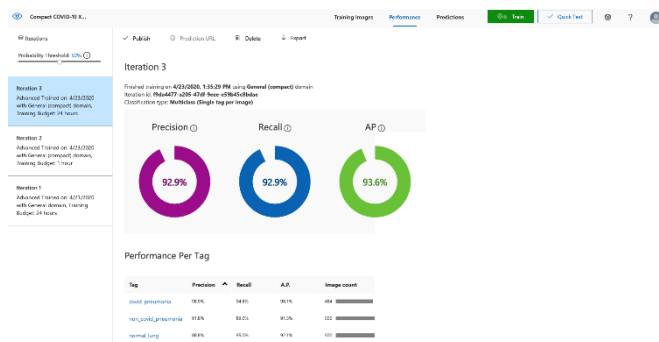 Compact COVID-19 X...
Training Images Performance Predictions Train Quick Test ?
Iterations
Probability Threshold: 50%
Iteration 3
Advanced Trained on: 4/23/2020
with General (compact) domain,
Training Budget: 24 hours
Iteration 2
Advanced Trained on: 4/23/2020
with General (compact) domain,
Training Budget: 1 hour
Iteration 1
Advanced Trained on: 4/21/2020
with General domain, Training
Budget: 24 hours
Publish Prediction URL Delete Export
Iteration 3
Finished training on 4/23/2020, 1:35:29 PM using General (compact) domain
Iteration id:
Classification type: Multiclass (Single tag per image)
Precision Recall AP
92.9% 92.9% 93.6%
Performance Per Tag
Tag Precision Recall A.P. Image count
covid_pneumonia
non_covid_pneumonia
normal_lung